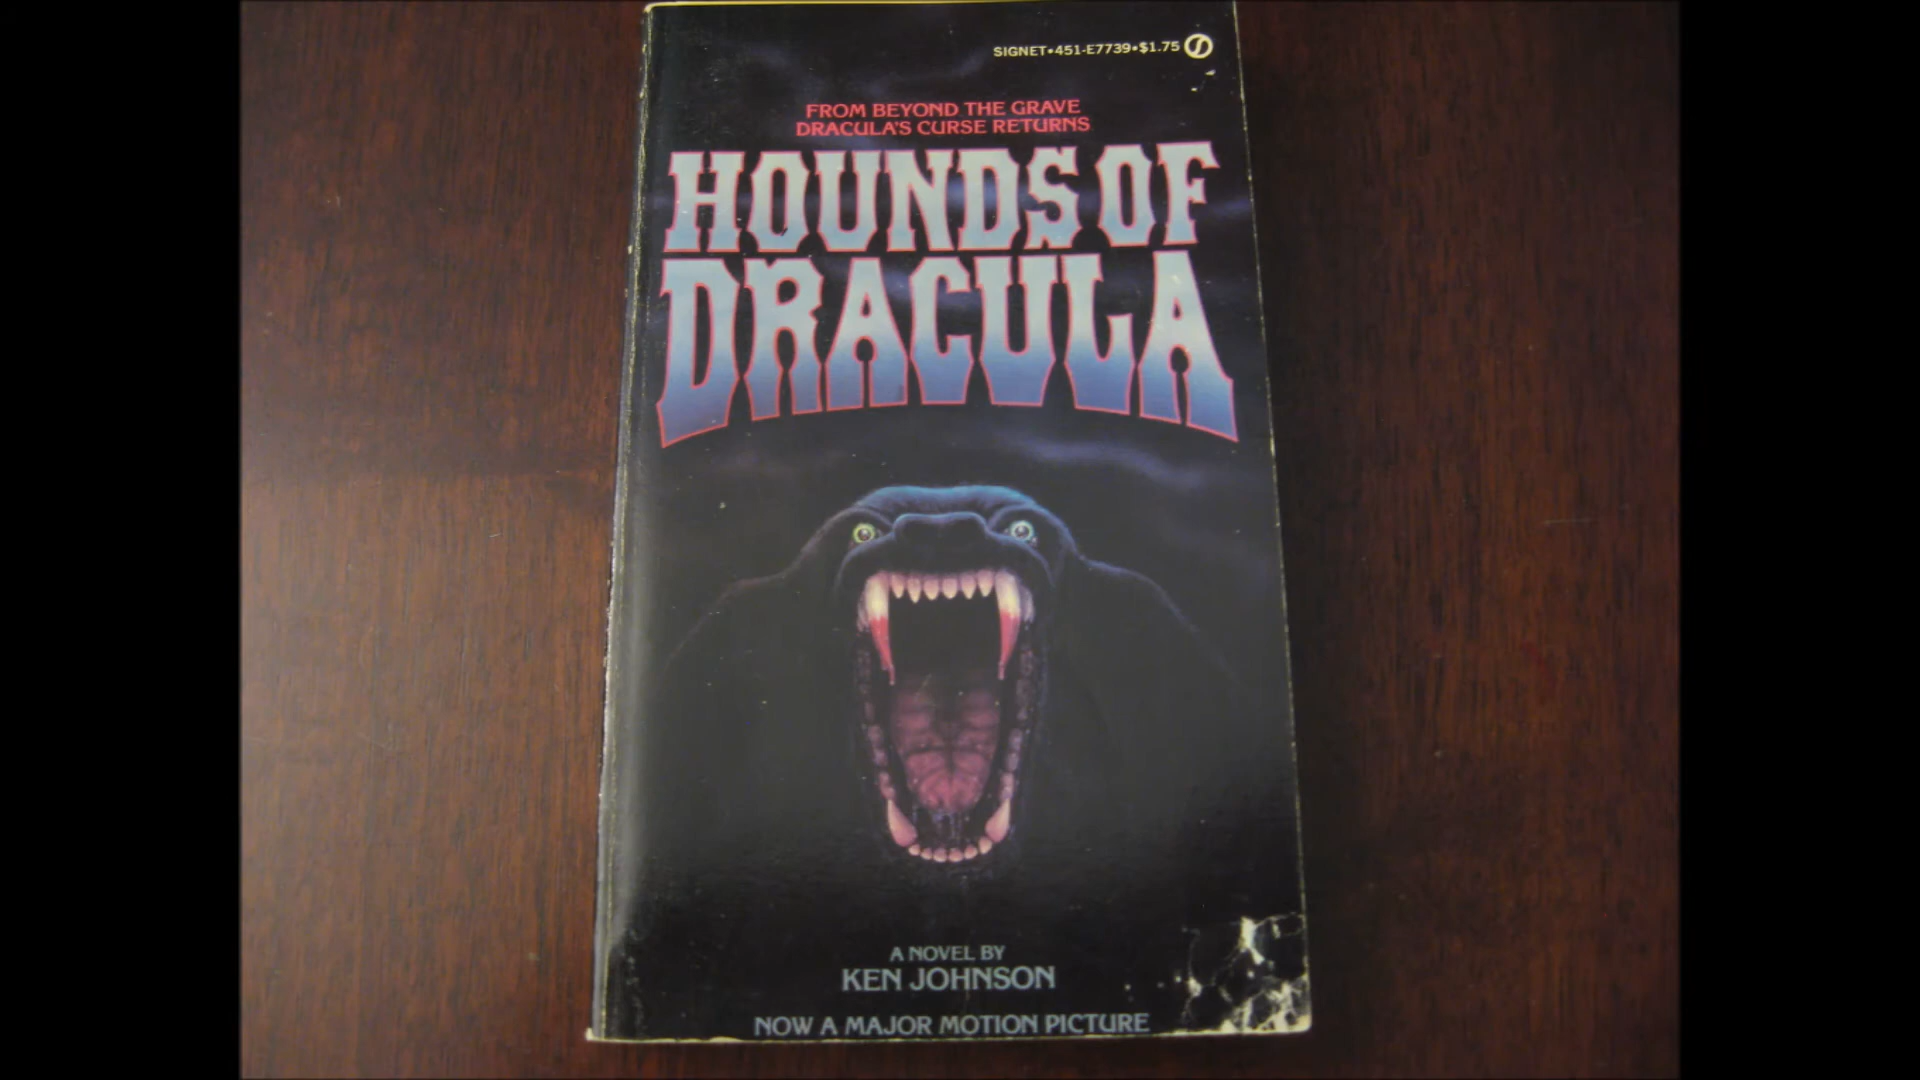 SIGNET•451-E7739•$1.75
FROM BEYOND THE GRAVE
DRACULA'S CURSE RETURNS
HOUNDS OF
DRACULA
A NOVEL BY
KEN JOHNSON
NOW A MAJOR MOTION PICTURE